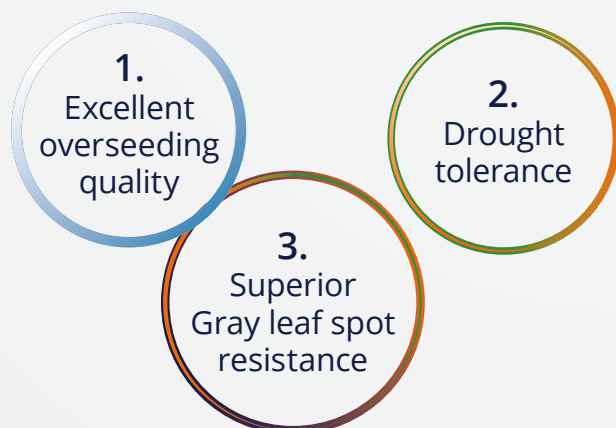 1.
Excellent
overseeding
quality
2.
Drought
tolerance
3.
Superior
Gray leaf spot
resistance